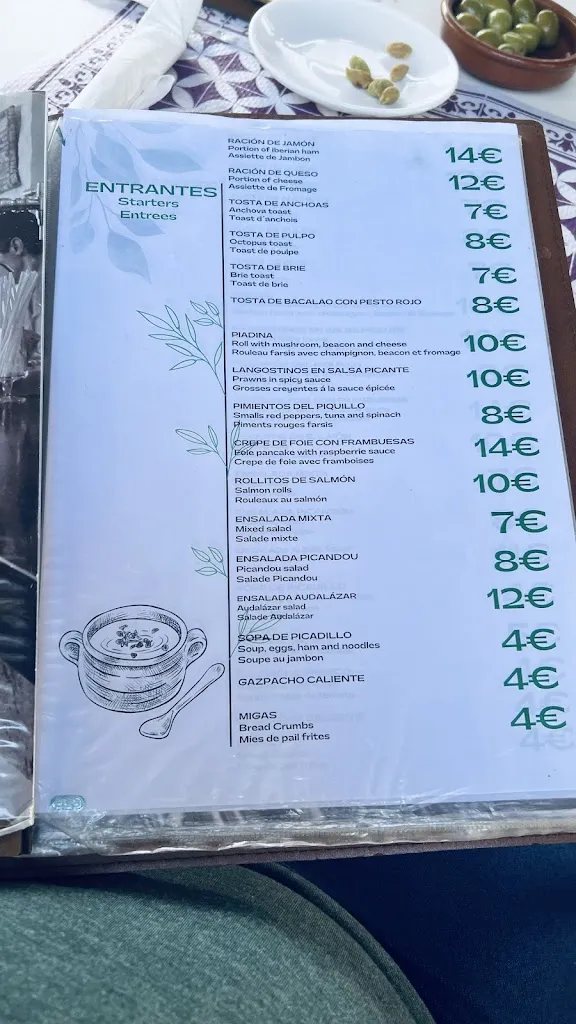 ENTRANTES
Starters
Entrees
RACIÓN DE JAMÓN
Portion of iberian ham
Assiette de Jambon
14€
RACIÓN DE QUESO
Portion of cheese
Assiette de Fromage
12€
TOSTA DE ANCHOAS
Anchova toast
Toast d'anchois
7€
TOSTA DE PULPO
Octopus toast
Toast de poulpe
8€
TOSTA DE BRIE
Brie toast
Toast de brie
7€
TOSTA DE BACALAO CON PESTO ROJO
8€
PIADINA
Roll with mushroom, beacon and cheese
Rouleau farsis avec champignon, beacon et fromage
10€
LANGOSTINOS EN SALSA PICANTE
Prawns in spicy sauce
Grosses creyentes á la sauce épicée
10€
PIMIENTOS DEL PIQUILLO
Smalls red peppers, tuna and spinach
Piments rouges farsis
8€
CREPE DE FOIE CON FRAMBUESAS
Foie pancake with raspberrie sauce
Crepe de foie avec framboises
14€
ROLLITOS DE SALMÓN
Salmon rolls
Rouleaux au salmón
10€
ENSALADA MIXTA
Mixed salad
Salade mixte
7€
ENSALADA PICANDOU
Picandou salad
Salade Picandou
8€
ENSALADA AUDALÁZAR
Audalázar salad
Salade Audalázar
12€
SOPA DE PICADILLO
Soup, eggs, ham and noodles
Soupe au jambon
4€
GAZPACHO CALIENTE
4€
MIGAS
Bread Crumbs
Mies de pail frites
4€